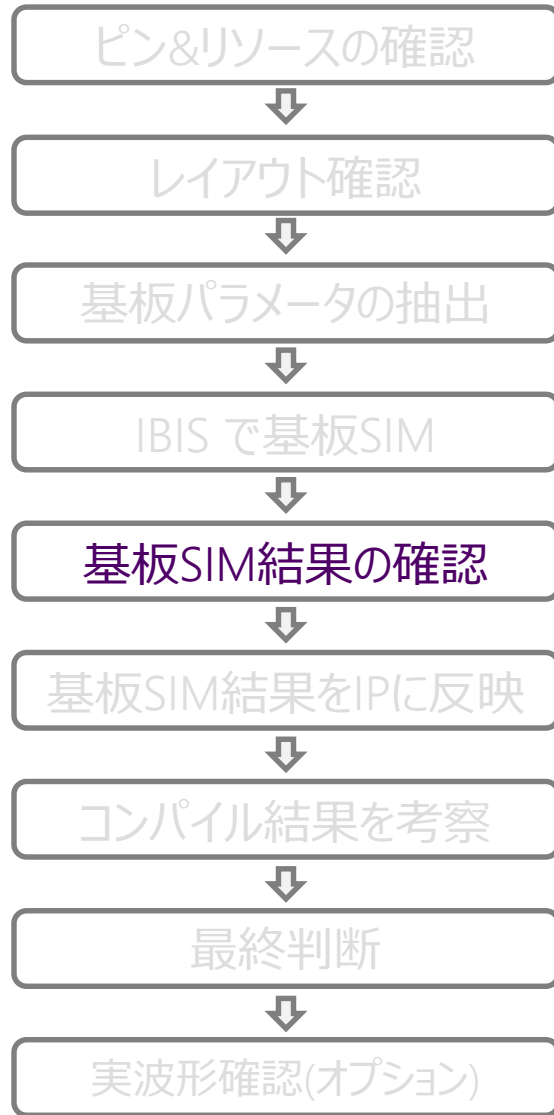 ピン&リソースの確認
レイアウト確認
基板パラメータの抽出
IBIS で基板SIM
基板SIM結果の確認
基板SIM結果をIPに反映
コンパイル結果を考察
最終判断
実波形確認(オプション)